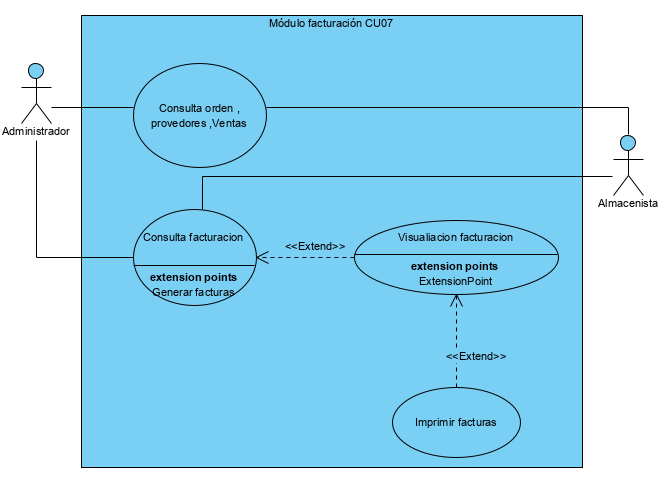 Módulo facturación CU07
Administrador
Consulta orden ,
provedores ,Ventas
Almacenista
Consulta facturacion
extension points
Generar facturas
<<Extend>>
Visualiacion facturacion
extension points
ExtensionPoint
<<Extend>>
Imprimir facturas